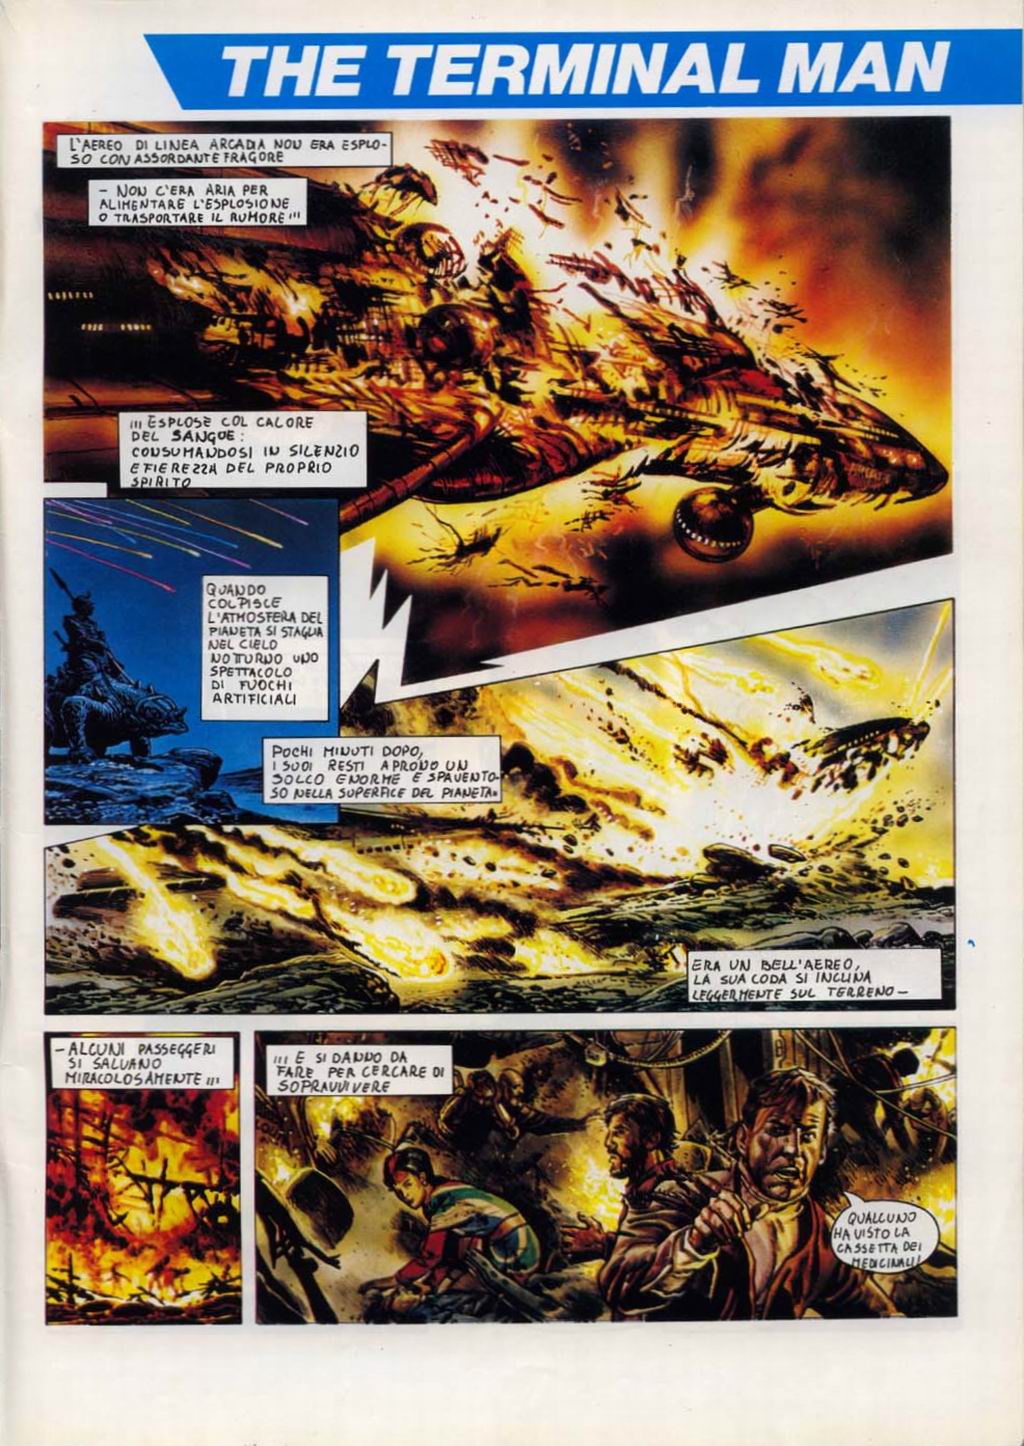 THE TERMINAL MAN
L'AEREO DI LINEA ARCADIA NON ERA ESPLO-
SO CON ASSORDANTE FRAGORE
- NON C'ERA ARIA PER
ALIMENTARE L'ESPLOSIONE
O TRASPORTARE IL RUMORE !!!
!!! ESPLOSE COL CALORE
DEL SANGUE:
CONSUMANDOSI IN SILENZIO
E FIEREZZA DEL PROPRIO
SPIRITO
QUANDO
COLPISCE
L'ATMOSFERA DEL
PIANETA SI STAGLIA
NEL CIELO
NOTTURNO UNO
SPETTACOLO
DI FUOCHI
ARTIFICIALI
POCHI MINUTI DOPO,
I SUOI RESTI APRONO UN
SOLCO ENORME E SPAVENTO-
SO NELLA SUPERFICE DEL PIANETA.
ERA UN BELL'AEREO,
LA SUA CODA SI INCLINA
LEGGERMENTE SUL TERRENO -
- ALCUNI PASSEGGERI
SI SALVANO
MIRACOLOSAMENTE !!!
!!! E SI DANNO DA
FARE PER CERCARE DI
SOPRAVVIVERE
QUALCUNO
HA VISTO LA
CASSETTA DEI
MEDICINALI!